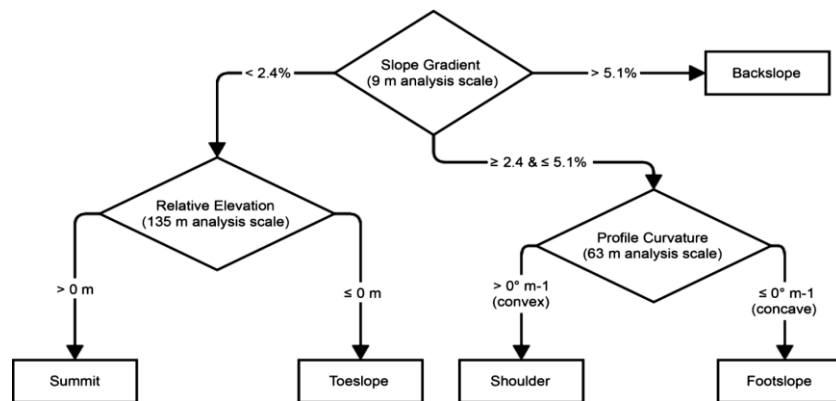 Slope Gradient
(9 m analysis scale)
< 2.4%
> 5.1%
Backslope
≥ 2.4 & ≤ 5.1%
Relative Elevation
(135 m analysis scale)
Profile Curvature
(63 m analysis scale)
> 0 m
≤ 0 m
> 0° m-1
(convex)
≤ 0° m-1
(concave)
Summit
Toeslope
Shoulder
Footslope